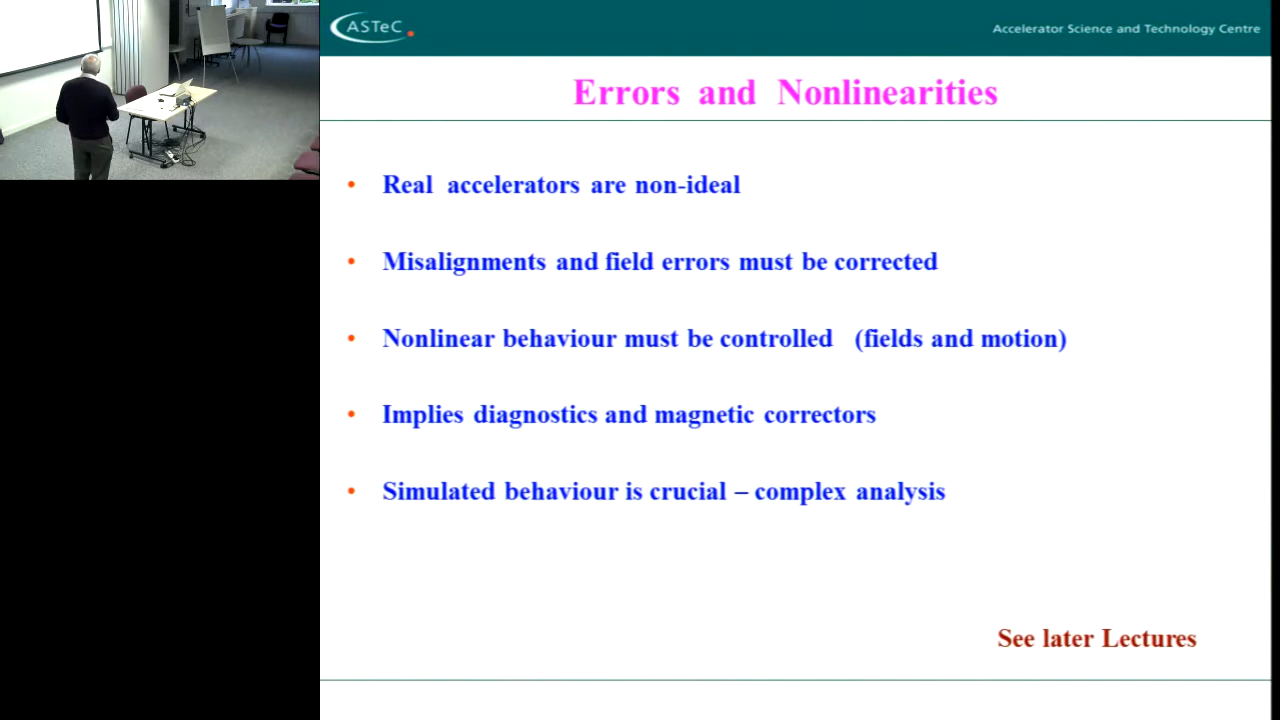 ASTeC
Accelerator Science and Technology Centre
Errors and Nonlinearities
• Real accelerators are non-ideal
• Misalignments and field errors must be corrected
• Nonlinear behaviour must be controlled (fields and motion)
• Implies diagnostics and magnetic correctors
• Simulated behaviour is crucial – complex analysis
See later Lectures